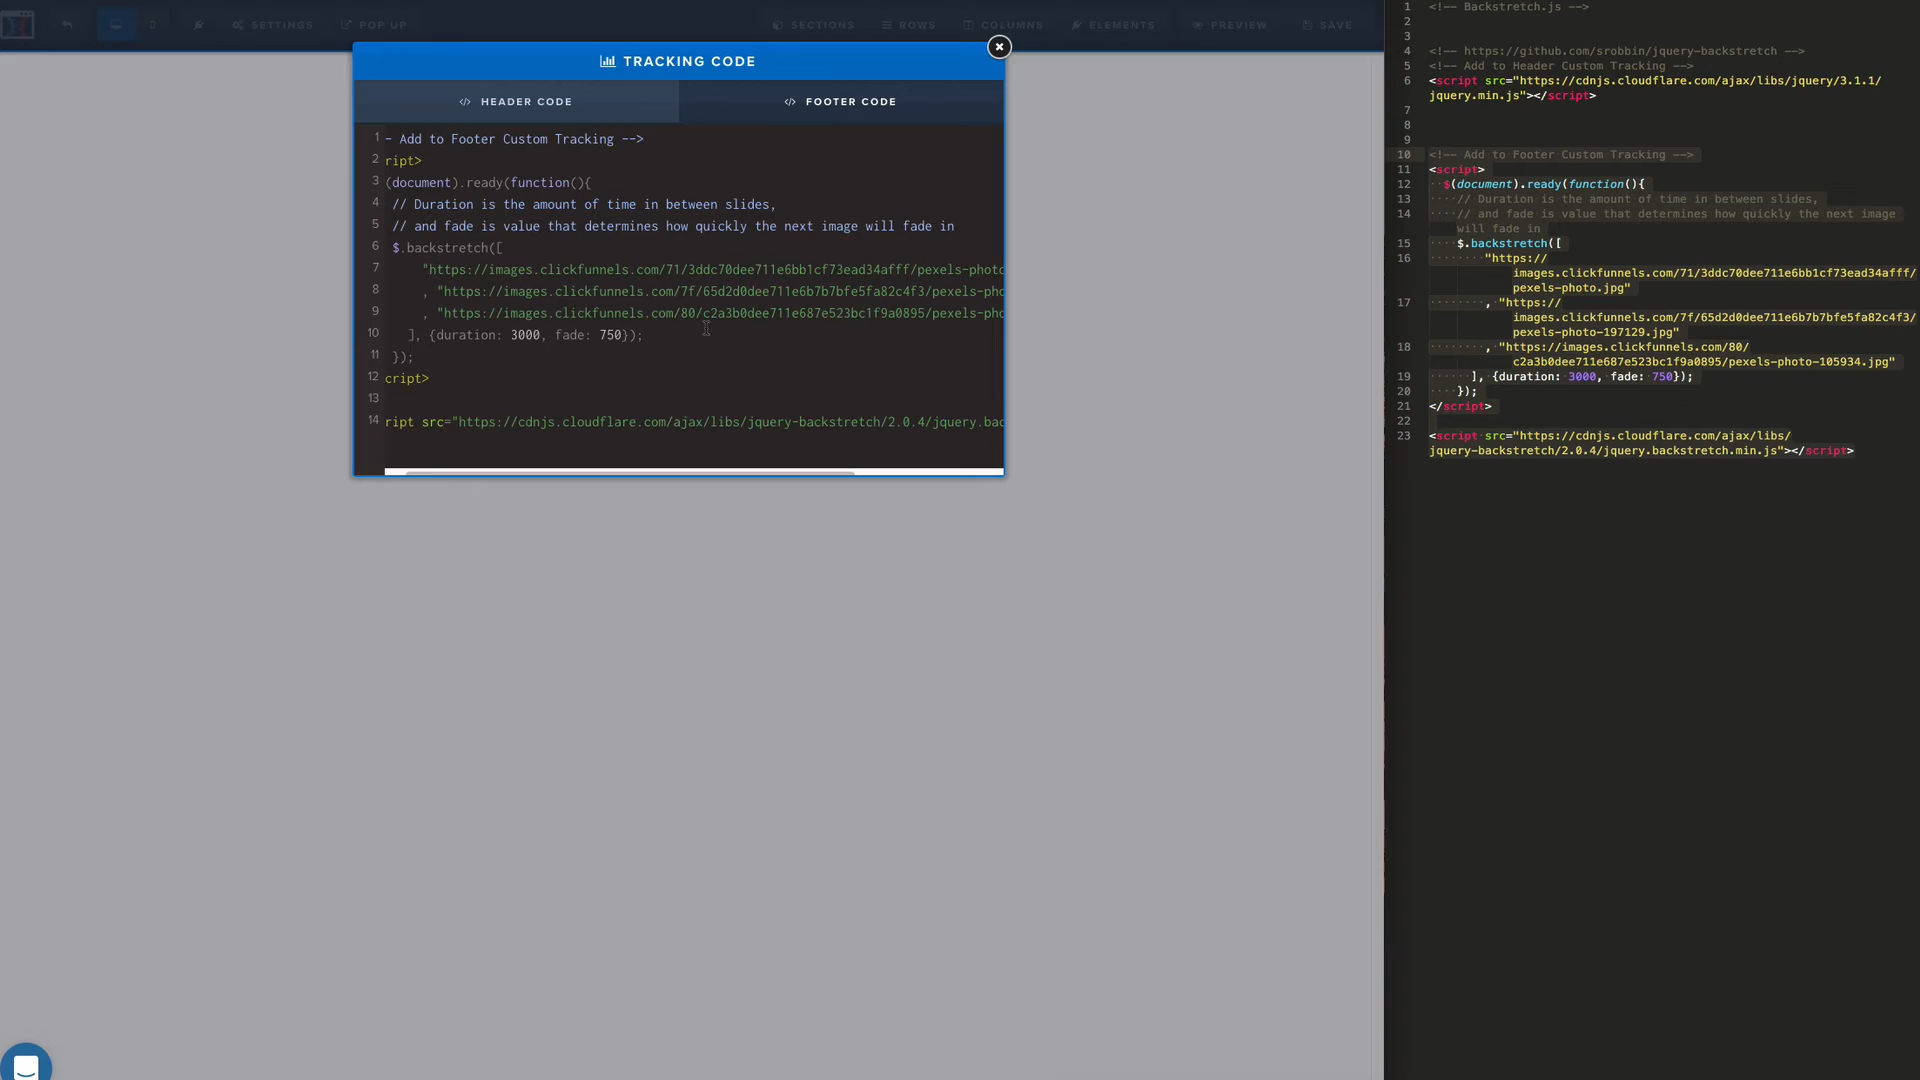 SETTINGS
POP UP
SECTIONS
ROWS
COLUMNS
ELEMENTS
PREVIEW
SAVE
TRACKING CODE
</> HEADER CODE
</> FOOTER CODE
1 - Add to Footer Custom Tracking -->
2 ript>
3 (document).ready(function(){
4 // Duration is the amount of time in between slides,
5 // and fade is value that determines how quickly the next image will fade in
6 $.backstretch([
7 "https://images.clickfunnels.com/71/3ddc70dee711e6bb1cf73ead34afff/pexels-photo
8 , "https://images.clickfunnels.com/7f/65d2d0dee711e6b7b7bfe5fa82c4f3/pexels-pho
9 , "https://images.clickfunnels.com/80/c2a3b0dee711e687e523bc1f9a0895/pexels-pho
10 ], {duration: 3000, fade: 750});
11 });
12 cript>
13
14 ript src="https://cdnjs.cloudflare.com/ajax/libs/jquery-backstretch/2.0.4/jquery.bac
1 <!-- Backstretch.js -->
2
3
4 <!-- https://github.com/srobbin/jquery-backstretch -->
5 <!-- Add to Header Custom Tracking -->
6 <script src="https://cdnjs.cloudflare.com/ajax/libs/jquery/3.1.1/
jquery.min.js"></script>
7
8
9
10 <!-- Add to Footer Custom Tracking -->
11 <script>
12 $(document).ready(function(){
13 // Duration is the amount of time in between slides,
14 // and fade is value that determines how quickly the next image
will fade in
15 $.backstretch([
16 "https://
images.clickfunnels.com/71/3ddc70dee711e6bb1cf73ead34afff/
pexels-photo.jpg"
17 , "https://
images.clickfunnels.com/7f/65d2d0dee711e6b7b7bfe5fa82c4f3/
pexels-photo-197129.jpg"
18 , "https://images.clickfunnels.com/80/
c2a3b0dee711e687e523bc1f9a0895/pexels-photo-105934.jpg"
19 ], {duration: 3000, fade: 750});
20 });
21 </script>
22
23 <script src="https://cdnjs.cloudflare.com/ajax/libs/
jquery-backstretch/2.0.4/jquery.backstretch.min.js"></script>